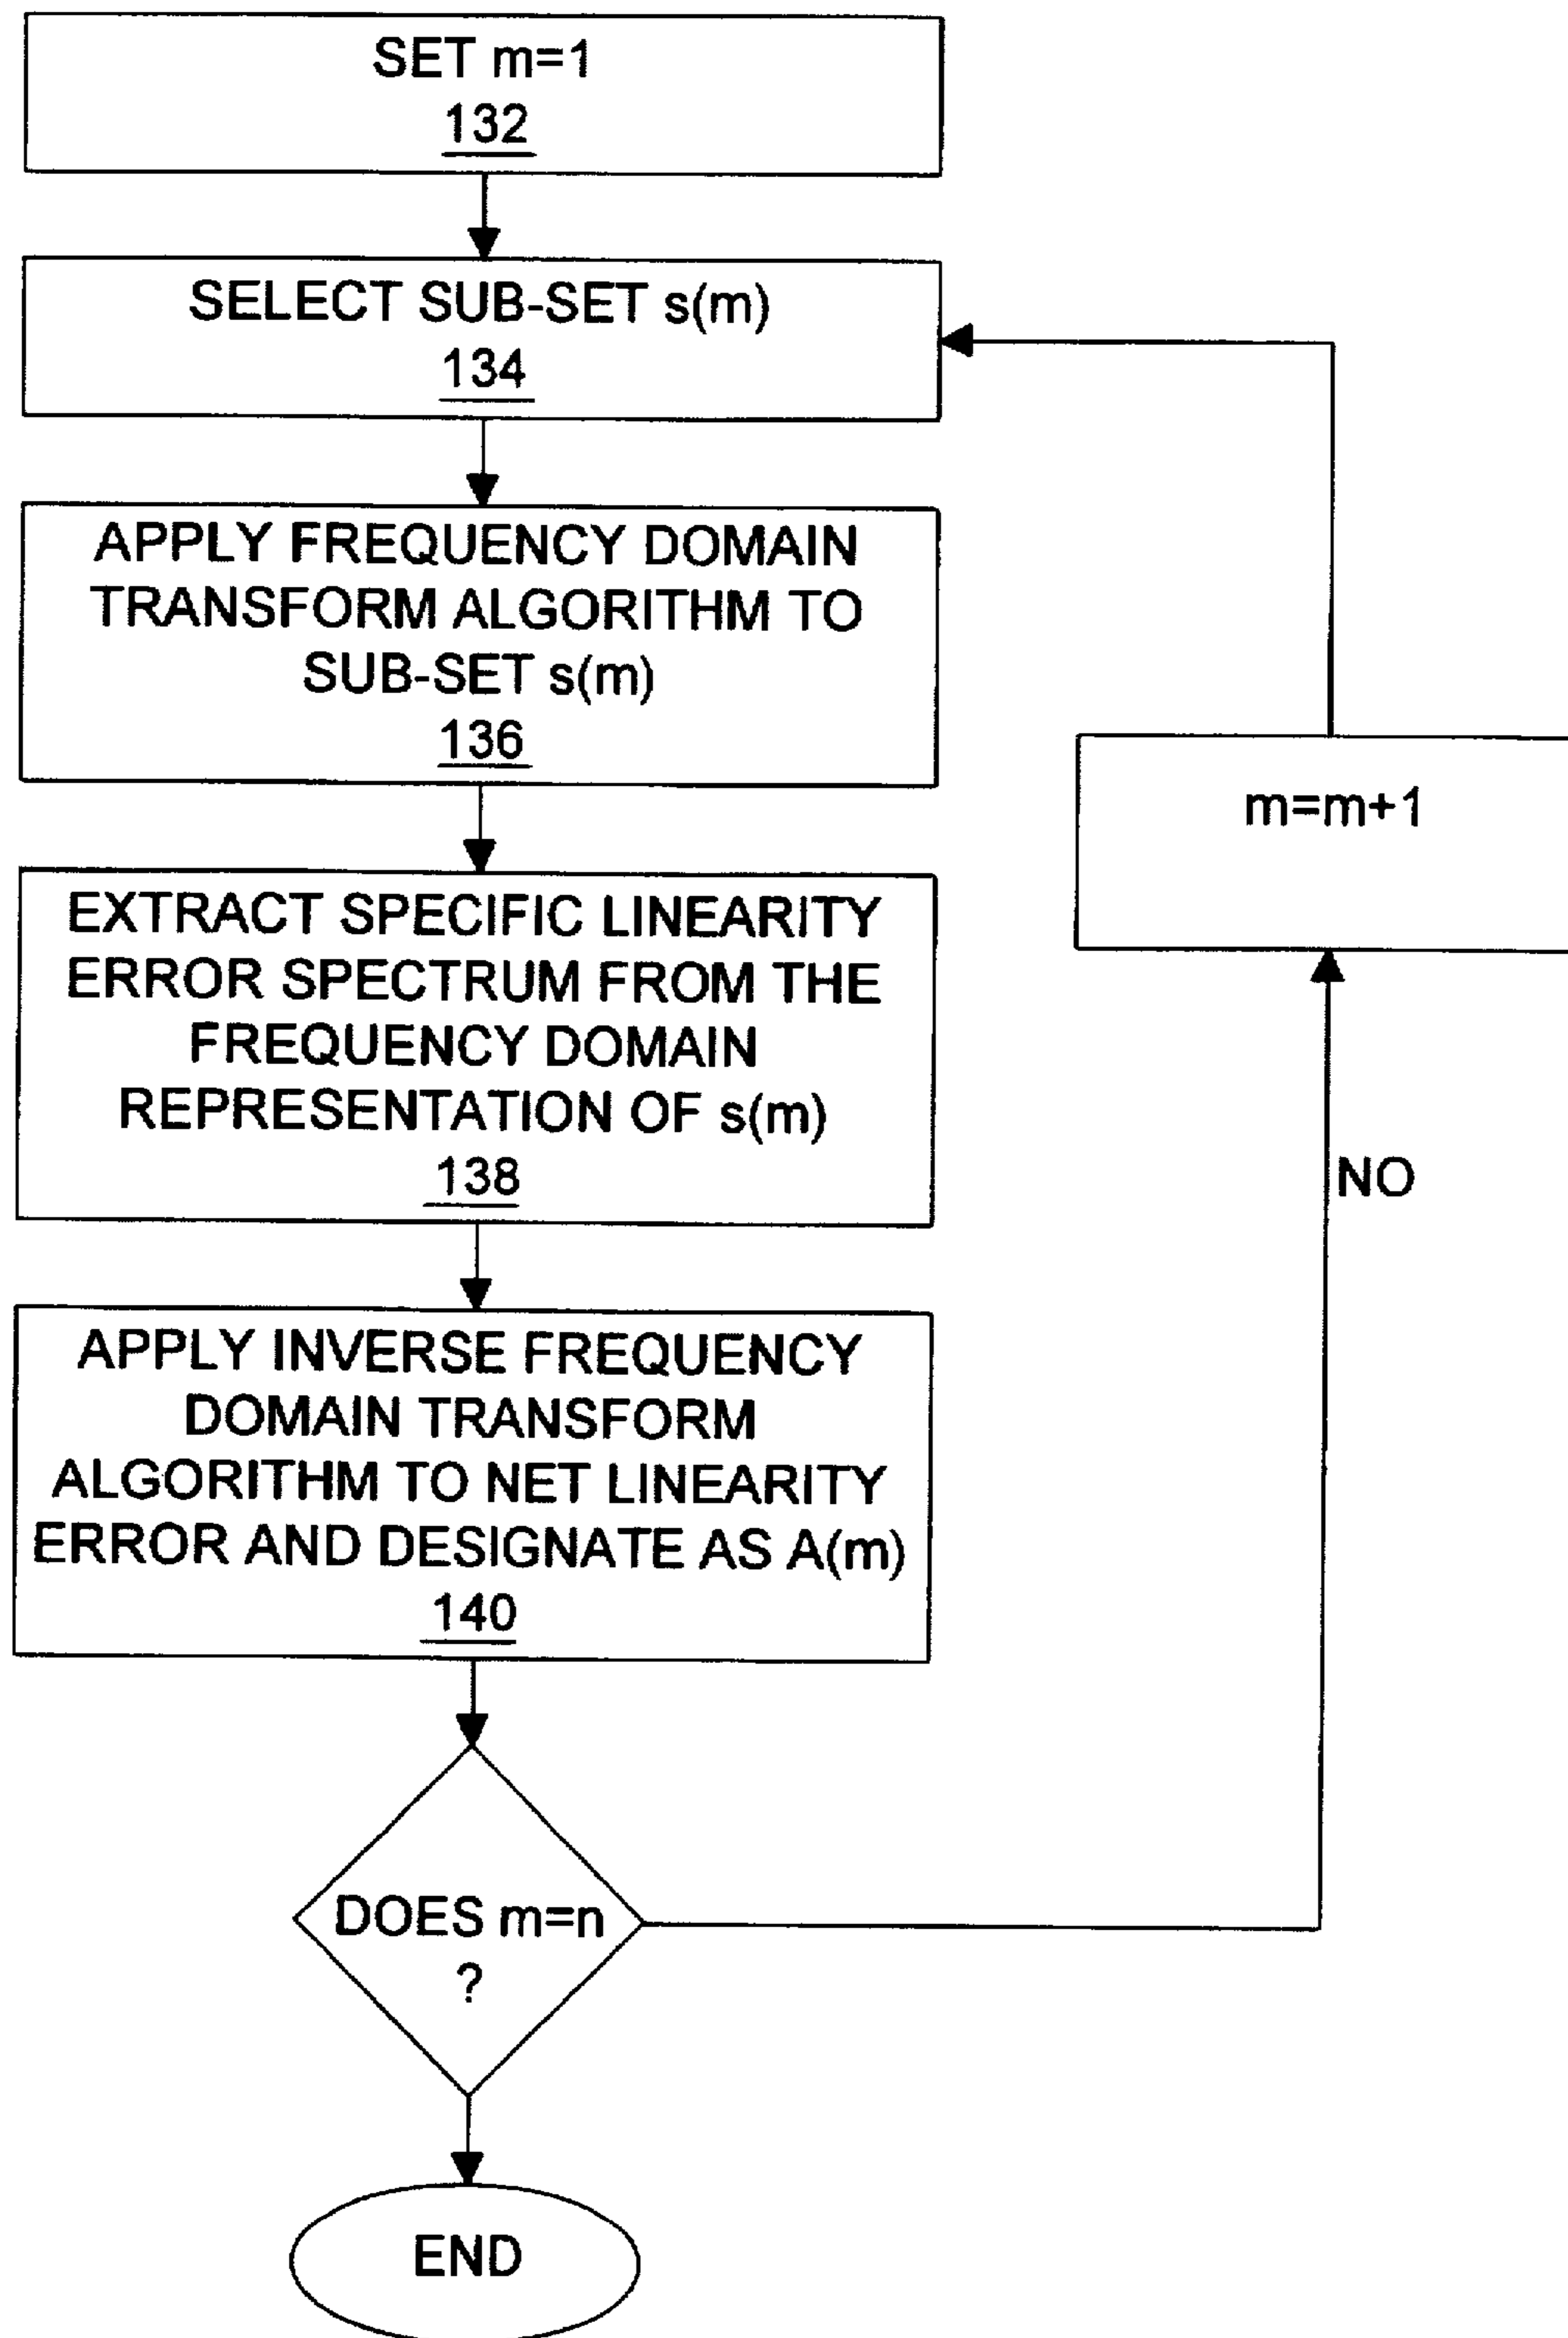 SET m=1
132
SELECT SUB-SET s(m)
134
APPLY FREQUENCY DOMAIN
TRANSFORM ALGORITHM TO
SUB-SET s(m)
136
m=m+1
EXTRACT SPECIFIC LINEARITY
ERROR SPECTRUM FROM THE
FREQUENCY DOMAIN
REPRESENTATION OF s(m)
138
NO
APPLY INVERSE FREQUENCY
DOMAIN TRANSFORM
ALGORITHM TO NET LINEARITY
ERROR AND DESIGNATE AS A(m)
140
DOES m=n
?
END